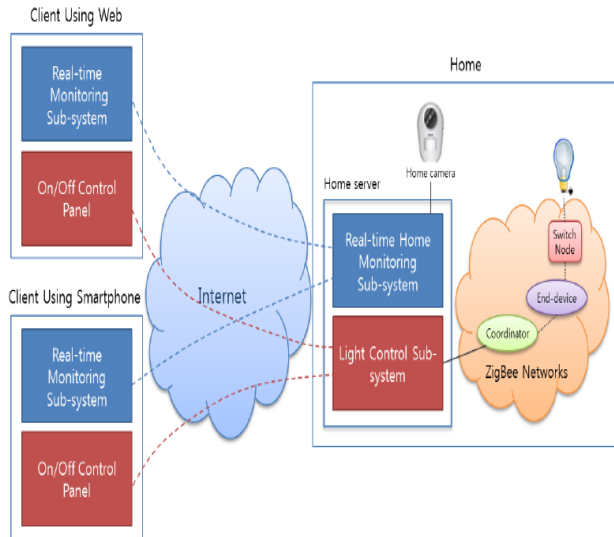 Client Using Web
Real-time
Monitoring
Sub-system
On/Off Control
Panel
Client Using Smartphone
Real-time
Monitoring
Sub-system
On/Off Control
Panel
Internet
Home
Home camera
Home server
Real-time Home
Monitoring
Sub-system
Light Control Sub-
system
Switch
Node
End-device
Coordinator
ZigBee Networks